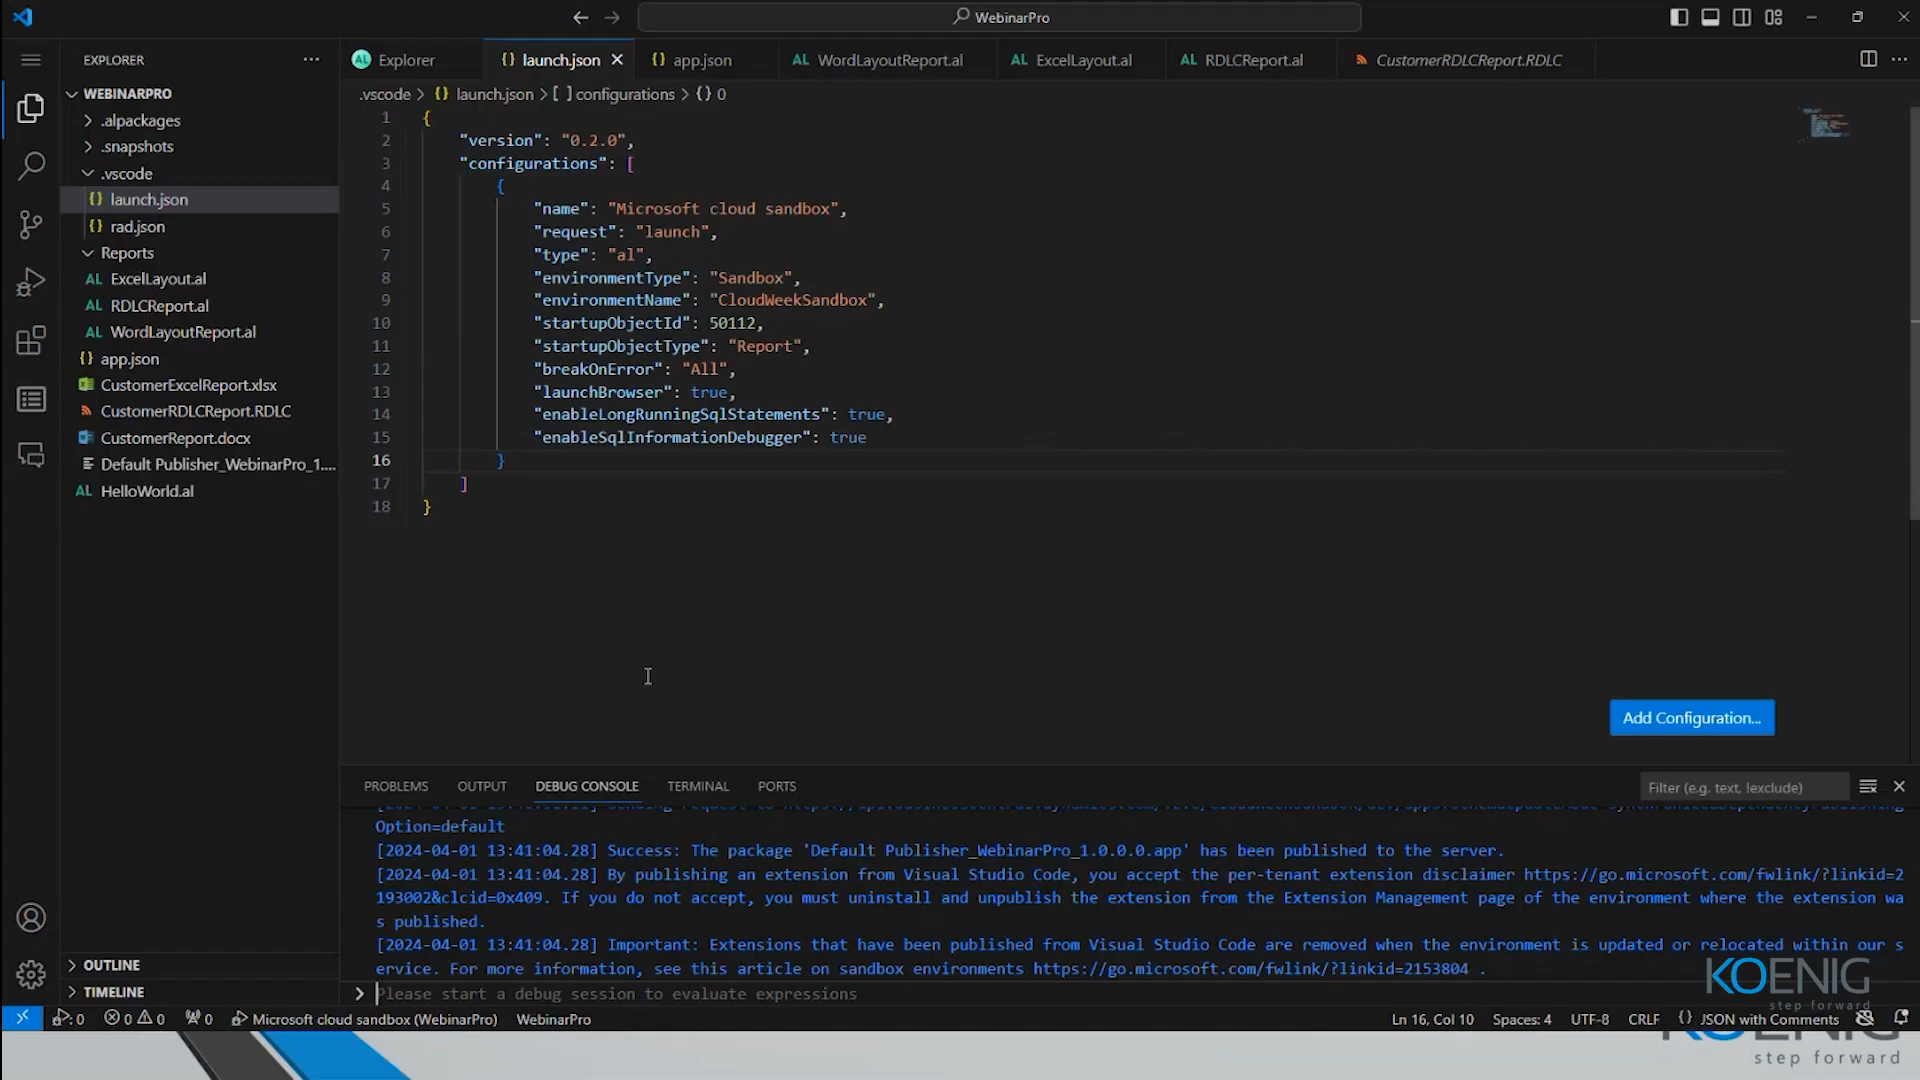 WebinarPro
EXPLORER
Explorer
launch.json
app.json
WordLayoutReport.al
ExcelLayout.al
RDLCReport.al
CustomerRDLCReport.RDLC
WEBINARPRO
.alpackages
.snapshots
.vscode
launch.json
rad.json
Reports
ExcelLayout.al
RDLCReport.al
WordLayoutReport.al
app.json
CustomerExcelReport.xlsx
CustomerRDLCReport.RDLC
CustomerReport.docx
Default Publisher_WebinarPro_1....
HelloWorld.al
OUTLINE
TIMELINE
.vscode > {} launch.json > [ ] configurations > {} 0
1 {
2 "version": "0.2.0",
3 "configurations": [
4 {
5 "name": "Microsoft cloud sandbox",
6 "request": "launch",
7 "type": "al",
8 "environmentType": "Sandbox",
9 "environmentName": "CloudWeekSandbox",
10 "startupObjectId": 50112,
11 "startupObjectType": "Report",
12 "breakOnError": "All",
13 "launchBrowser": true,
14 "enableLongRunningSqlStatements": true,
15 "enableSqlInformationDebugger": true
16 }
17 ]
18 }
Add Configuration...
PROBLEMS OUTPUT DEBUG CONSOLE TERMINAL PORTS
Filter (e.g. text, !exclude)
Option=default
[2024-04-01 13:41:04.28] Success: The package 'Default Publisher_WebinarPro_1.0.0.0.app' has been published to the server.
[2024-04-01 13:41:04.28] By publishing an extension from Visual Studio Code, you accept the per-tenant extension disclaimer https://go.microsoft.com/fwlink/?linkid=2
193002&clcid=0x409. If you do not accept, you must uninstall and unpublish the extension from the Extension Management page of the environment where the extension wa
s published.
[2024-04-01 13:41:04.28] Important: Extensions that have been published from Visual Studio Code are removed when the environment is updated or relocated within our s
ervice. For more information, see this article on sandbox environments https://go.microsoft.com/fwlink/?linkid=2153804 .
Please start a debug session to evaluate expressions
KOENIG
step forward
0 0 0 0 Microsoft cloud sandbox (WebinarPro) WebinarPro
Ln 16, Col 10 Spaces: 4 UTF-8 CRLF {} JSON with Comments
step forward